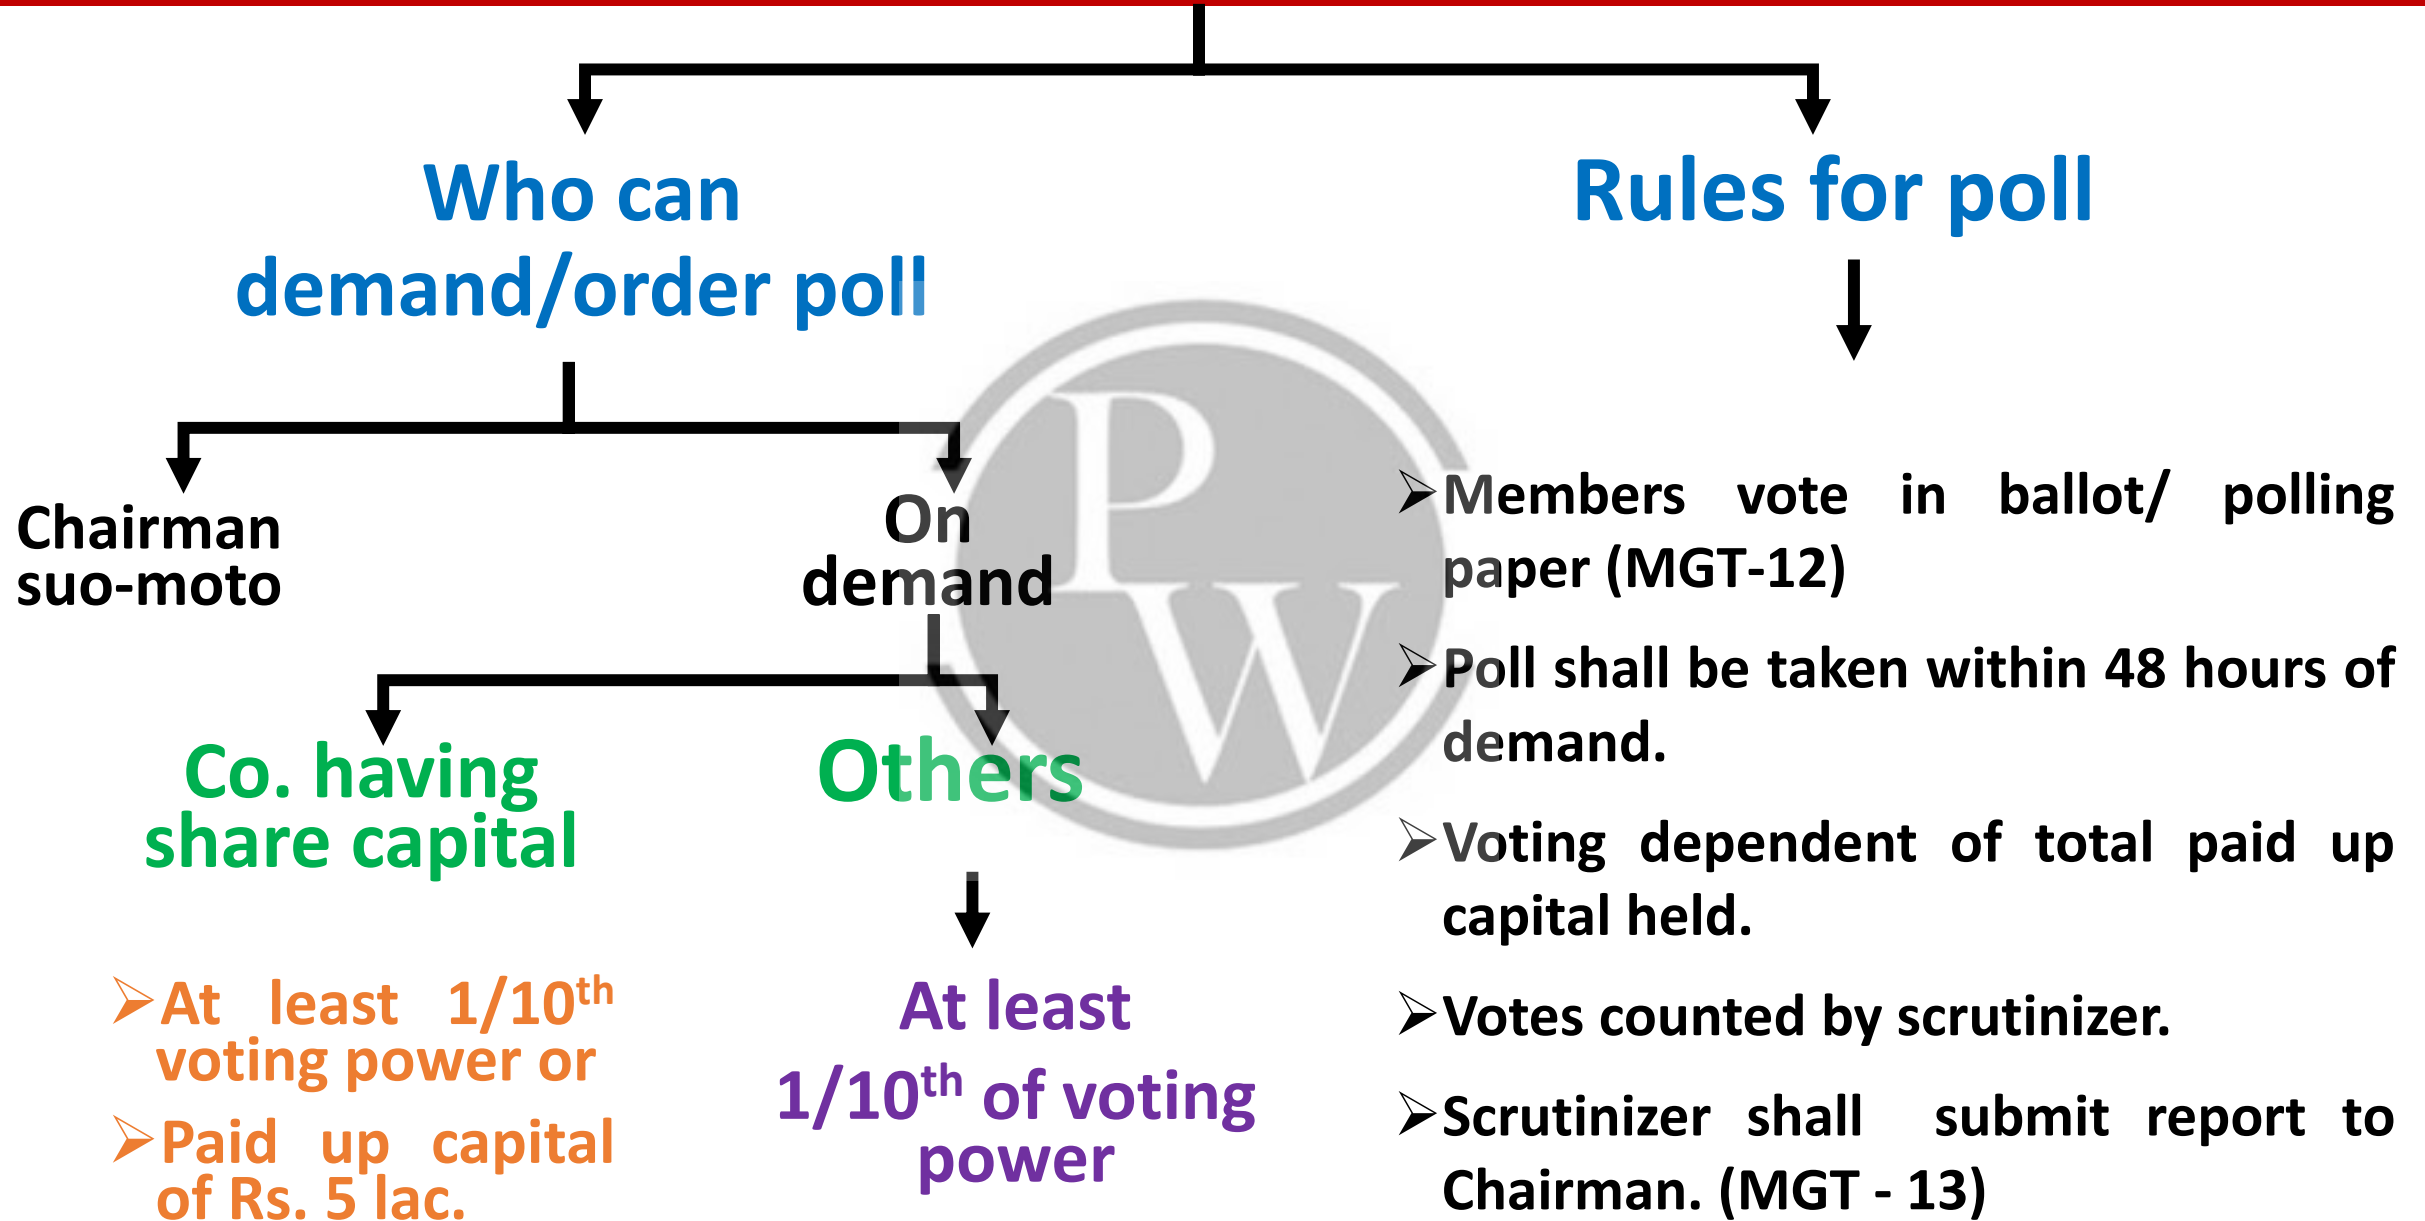 Who can
demand/order poll
Chairman
suo-moto
On
demand
Co. having
share capital
➢At least 1/10th
voting power or
➢Paid up capital
of Rs. 5 lac.
Others
At least
1/10th of voting
power
Rules for poll
➢Members vote in ballot/ polling
paper (MGT-12)
➢Poll shall be taken within 48 hours of
demand.
➢Voting dependent of total paid up
capital held.
➢Votes counted by scrutinizer.
➢Scrutinizer shall submit report to
Chairman. (MGT - 13)
PW